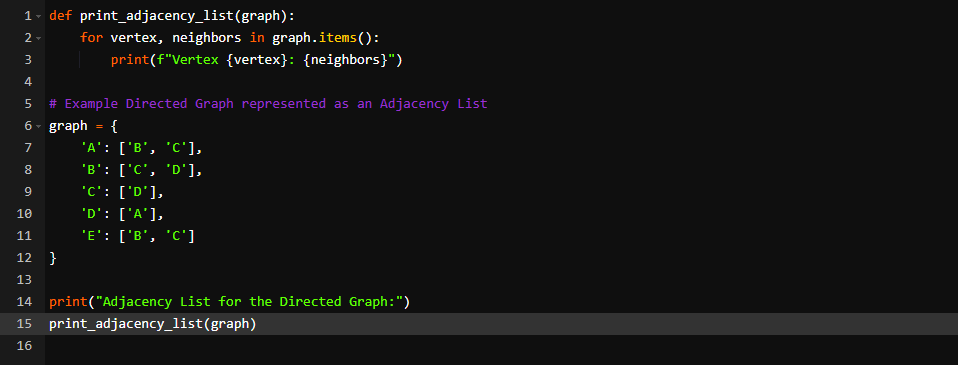 1 def print_adjacency_list(graph):
2     for vertex, neighbors in graph.items():
3         print(f"Vertex {vertex}: {neighbors}")
4
5 # Example Directed Graph represented as an Adjacency List
6 graph = {
7     'A': ['B', 'C'],
8     'B': ['C', 'D'],
9     'C': ['D'],
10     'D': ['A'],
11     'E': ['B', 'C']
12 }
13
14 print("Adjacency List for the Directed Graph:")
15 print_adjacency_list(graph)
16